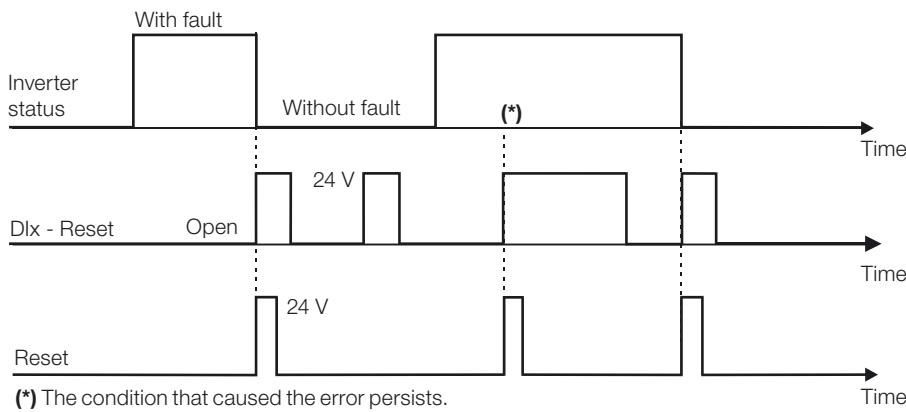 With fault
Inverter
status
Without fault
(*)
Time
24 V
DIx - Reset
Open
Time
24 V
Reset
Time
(*) The condition that caused the error persists.